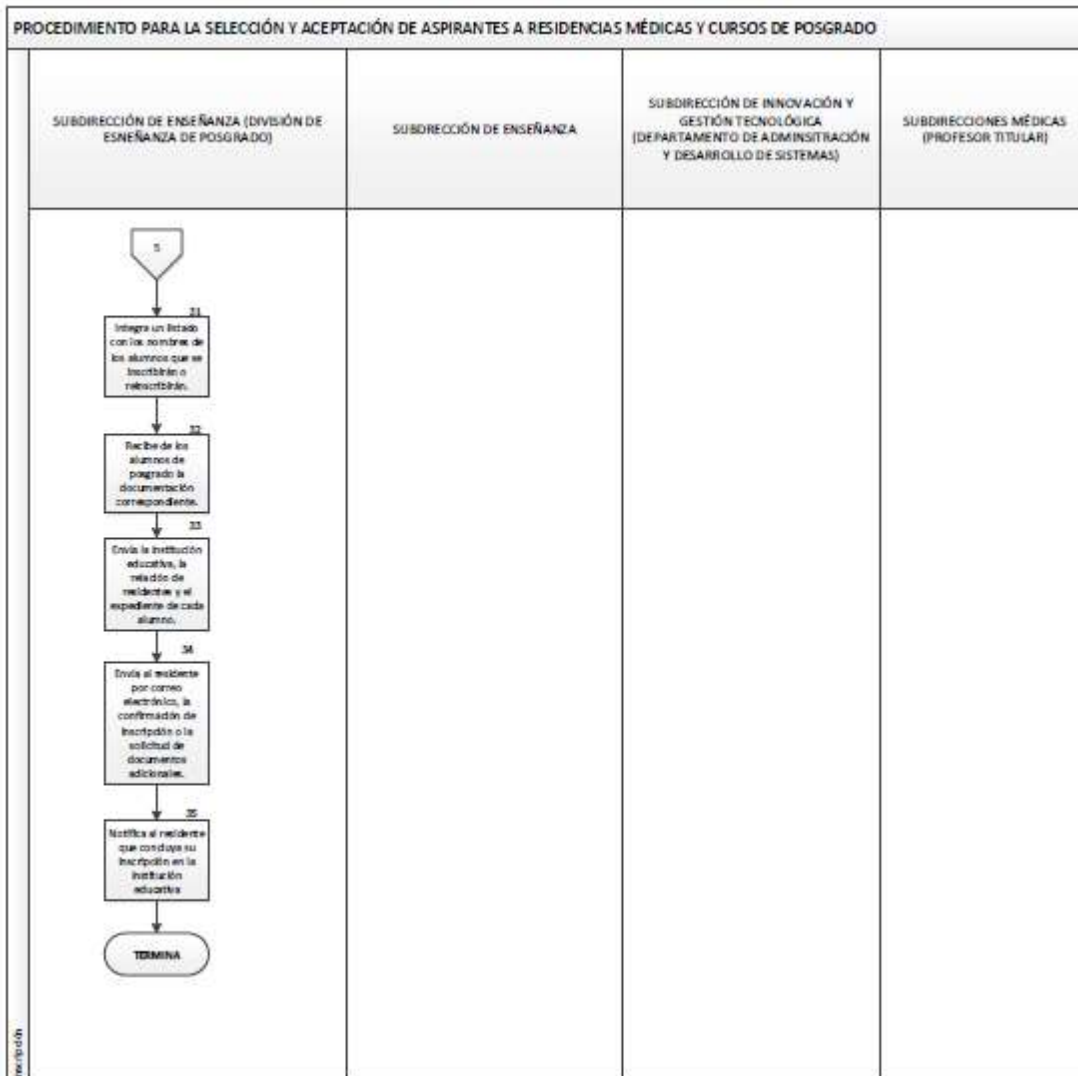 PROCEDIMIENTO PARA LA SELECCIÓN Y ACEPTACIÓN DE ASPIRANTES A RESIDENCIAS MÉDICAS Y CURSOS DE POSGRADO
SUBDIRECCIÓN DE ENSEÑANZA (DIVISIÓN DE
ESNEÑANZA DE POSGRADO)
SUBDRECCIÓN DE ENSEÑANZA
SUBDIRECCIÓN DE INNOVACIÓN Y
GESTIÓN TECNOLÓGICA
(DEPARTAMENTO DE ADMINSITRACIÓN
Y DESARROLLO DE SISTEMAS)
SUBDIRECCIONES MÉDICAS
(PROFESOR TITULAR)
5
31
Integra un listado
con los nombres de
los alumnos que se
inscribirán o
reinscribirán.
32
Recibe de los
alumnos de
posgrado la
documentación
correspondiente.
33
Envía la institución
educativa, la
relación de
residentes y el
expediente de cada
alumno.
34
Envía al residente
por correo
electrónico, la
confirmación de
inscripción o la
solicitud de
documentos
adicionales.
35
Notifica al residente
que concluya su
inscripción en la
institución
educativa
TERMINA
nscripción